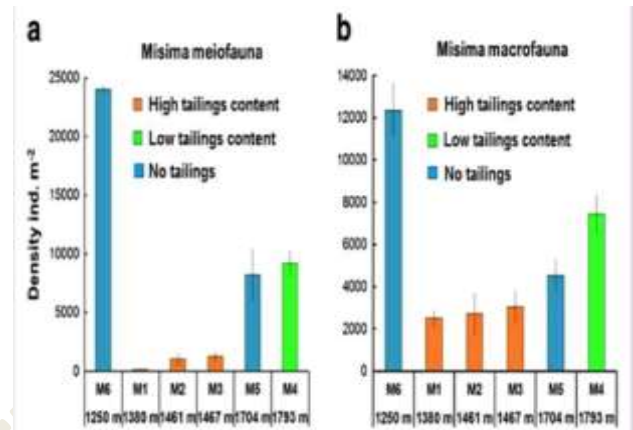 a
Misima meiofauna
25000
20000
15000
10000
5000
0
Density ind. m⁻²
High tailings content
Low tailings content
No tailings
M6 M1 M2 M3 M5 M4
1250 m 1380 m 1461 m 1467 m 1704 m 1793 m
b
Misima macrofauna
14000
12000
10000
8000
6000
4000
2000
0
High tailings content
Low tailings content
No tailings
M6 M1 M2 M3 M5 M4
1250 m 1380 m 1461 m 1467 m 1704 m 1793 m